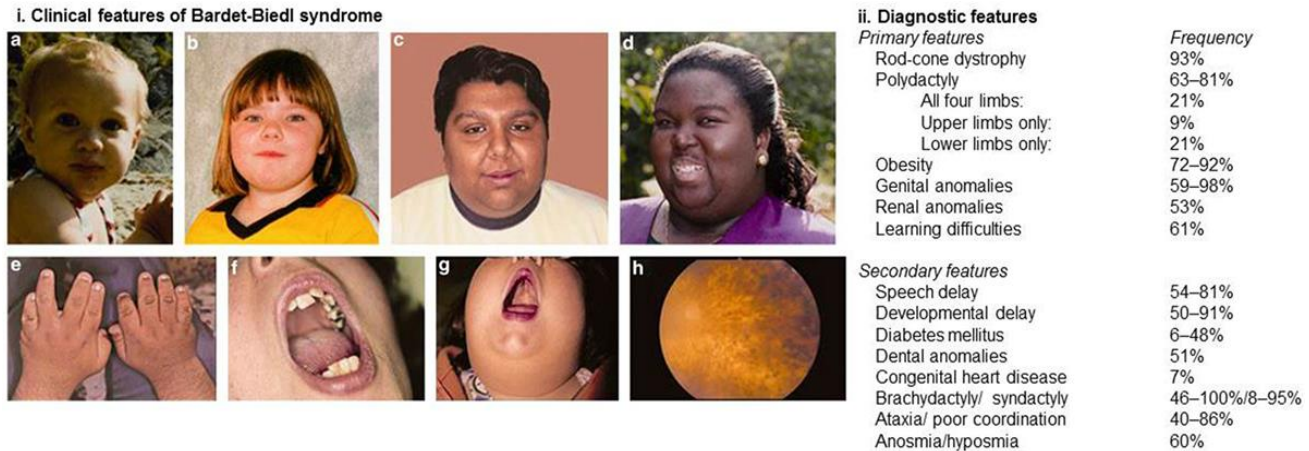 i. Clinical features of Bardet-Biedl syndrome
a
b
c
d
e
f
g
h
ii. Diagnostic features
Primary features Frequency
Rod-cone dystrophy 93%
Polydactyly 63–81%
All four limbs: 21%
Upper limbs only: 9%
Lower limbs only: 21%
Obesity 72–92%
Genital anomalies 59–98%
Renal anomalies 53%
Learning difficulties 61%
Secondary features
Speech delay 54–81%
Developmental delay 50–91%
Diabetes mellitus 6–48%
Dental anomalies 51%
Congenital heart disease 7%
Brachydactyly/ syndactyly 46–100%/8–95%
Ataxia/ poor coordination 40–86%
Anosmia/hyposmia 60%